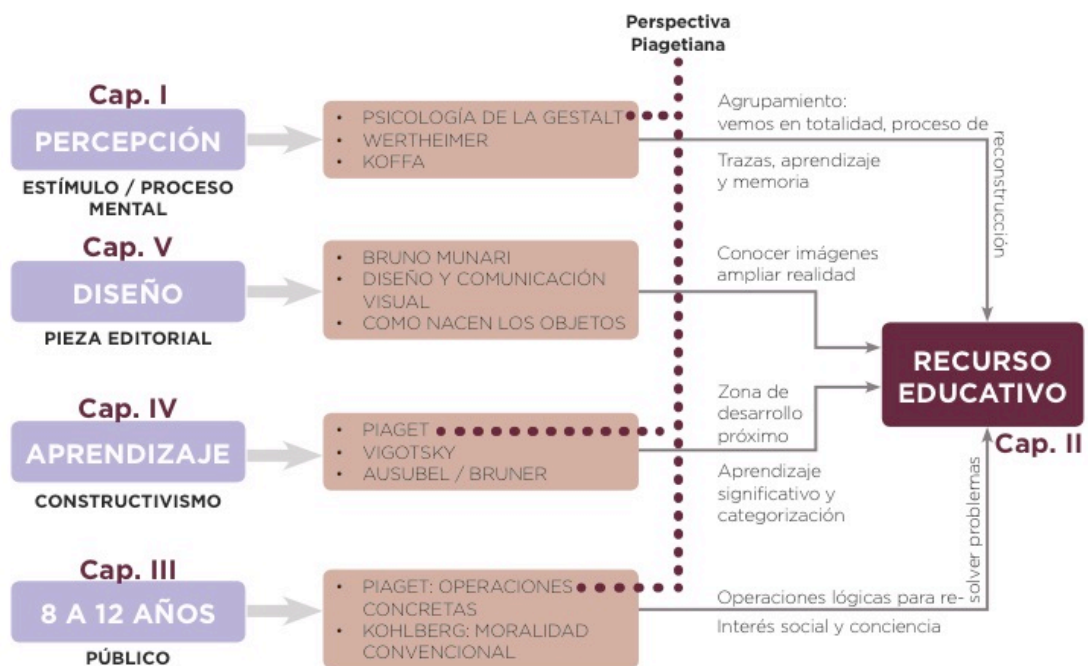 Perspectiva
Piagetiana
Cap. I
PERCEPCIÓN
ESTÍMULO / PROCESO
MENTAL
• PSICOLOGÍA DE LA GESTALT
• WERTHEIMER
• KOFFA
Agrupamiento:
vemos en totalidad, proceso de
reconstrucción
Trazas, aprendizaje
y memoria
Cap. V
DISEÑO
PIEZA EDITORIAL
• BRUNO MUNARI
• DISEÑO Y COMUNICACIÓN
VISUAL
• COMO NACEN LOS OBJETOS
Conocer imágenes
ampliar realidad
RECURSO
EDUCATIVO
Cap. II
Cap. IV
APRENDIZAJE
CONSTRUCTIVISMO
• PIAGET
• VIGOTSKY
• AUSUBEL / BRUNER
Zona de
desarrollo
próximo
Aprendizaje
significativo y
categorización
Cap. III
8 A 12 AÑOS
PÚBLICO
• PIAGET: OPERACIONES
CONCRETAS
• KOHLBERG: MORALIDAD
CONVENCIONAL
Operaciones lógicas para re-
solver problemas
Interés social y conciencia